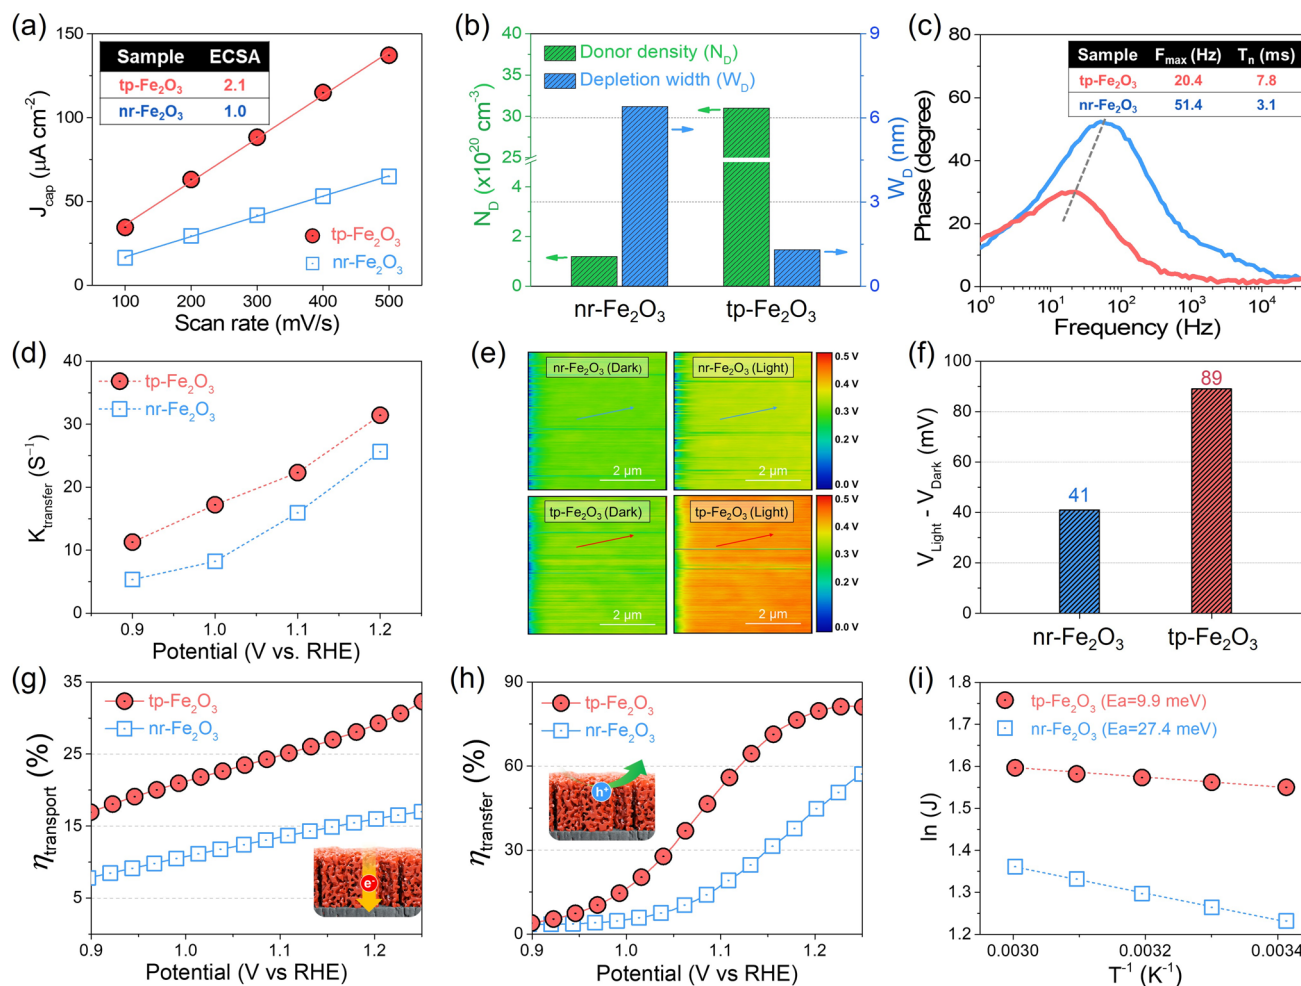 (a)
150
100
50
0
J_cap (μA cm⁻²)
Sample ECSA
tp-Fe₂O₃ 2.1
nr-Fe₂O₃ 1.0
tp-Fe₂O₃
nr-Fe₂O₃
100 200 300 400 500
Scan rate (mV/s)
(b)
40
35
30
25
4
2
0
N_D (x10²⁰ cm⁻³)
Donor density (N_D)
Depletion width (W_D)
9
6
3
0
W_D (nm)
nr-Fe₂O₃ tp-Fe₂O₃
(c)
80
60
40
20
0
Phase (degree)
Sample F_max (Hz) T_n (ms)
tp-Fe₂O₃ 20.4 7.8
nr-Fe₂O₃ 51.4 3.1
10⁰ 10¹ 10² 10³ 10⁴
Frequency (Hz)
(d)
40
30
20
10
0
K_transfer (S⁻¹)
tp-Fe₂O₃
nr-Fe₂O₃
0.9 1.0 1.1 1.2
Potential (V vs. RHE)
(e)
nr-Fe₂O₃ (Dark)
2 μm
nr-Fe₂O₃ (Light)
2 μm
0.5 V
0.4 V
0.3 V
0.2 V
0.0 V
tp-Fe₂O₃ (Dark)
2 μm
tp-Fe₂O₃ (Light)
2 μm
0.5 V
0.4 V
0.3 V
0.2 V
0.0 V
(f)
100
80
60
40
20
0
V_Light - V_Dark (mV)
41
89
nr-Fe₂O₃ tp-Fe₂O₃
(g)
35
25
15
5
η_transport (%)
tp-Fe₂O₃
nr-Fe₂O₃
e⁻
0.9 1.0 1.1 1.2
Potential (V vs RHE)
(h)
90
60
30
0
η_transfer (%)
tp-Fe₂O₃
nr-Fe₂O₃
h⁺
0.9 1.0 1.1 1.2
Potential (V vs RHE)
(i)
1.8
1.7
1.6
1.5
1.4
1.3
1.2
ln (J)
tp-Fe₂O₃ (Ea=9.9 meV)
nr-Fe₂O₃ (Ea=27.4 meV)
0.0030 0.0032 0.0034
T⁻¹ (K⁻¹)